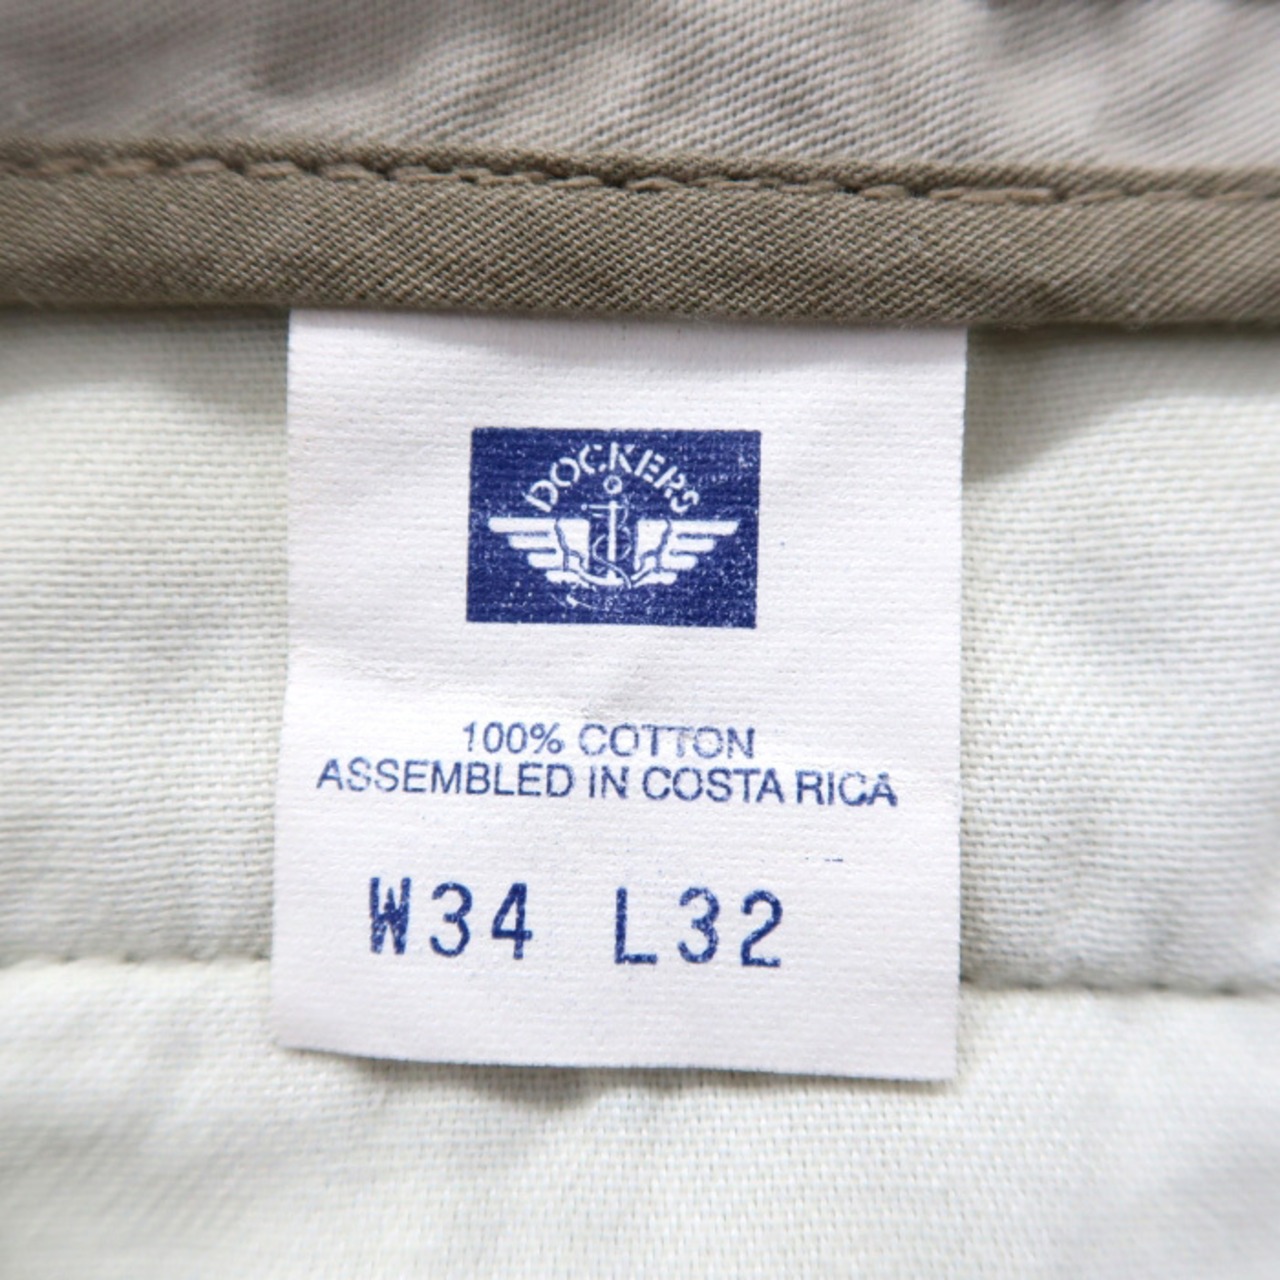 DOCKERS
100% COTTON
ASSEMBLED IN COSTA RICA
W34 L32